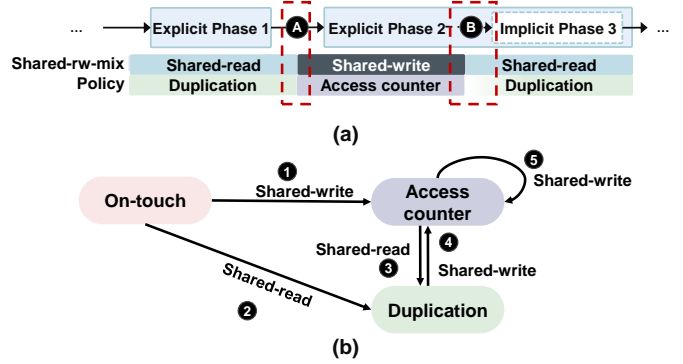 ... Explicit Phase 1 A Explicit Phase 2 B Implicit Phase 3 ...
Shared-rw-mix Shared-read Shared-write Shared-read
Policy Duplication Access counter Duplication
(a)
1
Shared-write
5
Shared-write
On-touch
Access
counter
Shared-read
3
4
Shared-write
Shared-read
2
Duplication
(b)